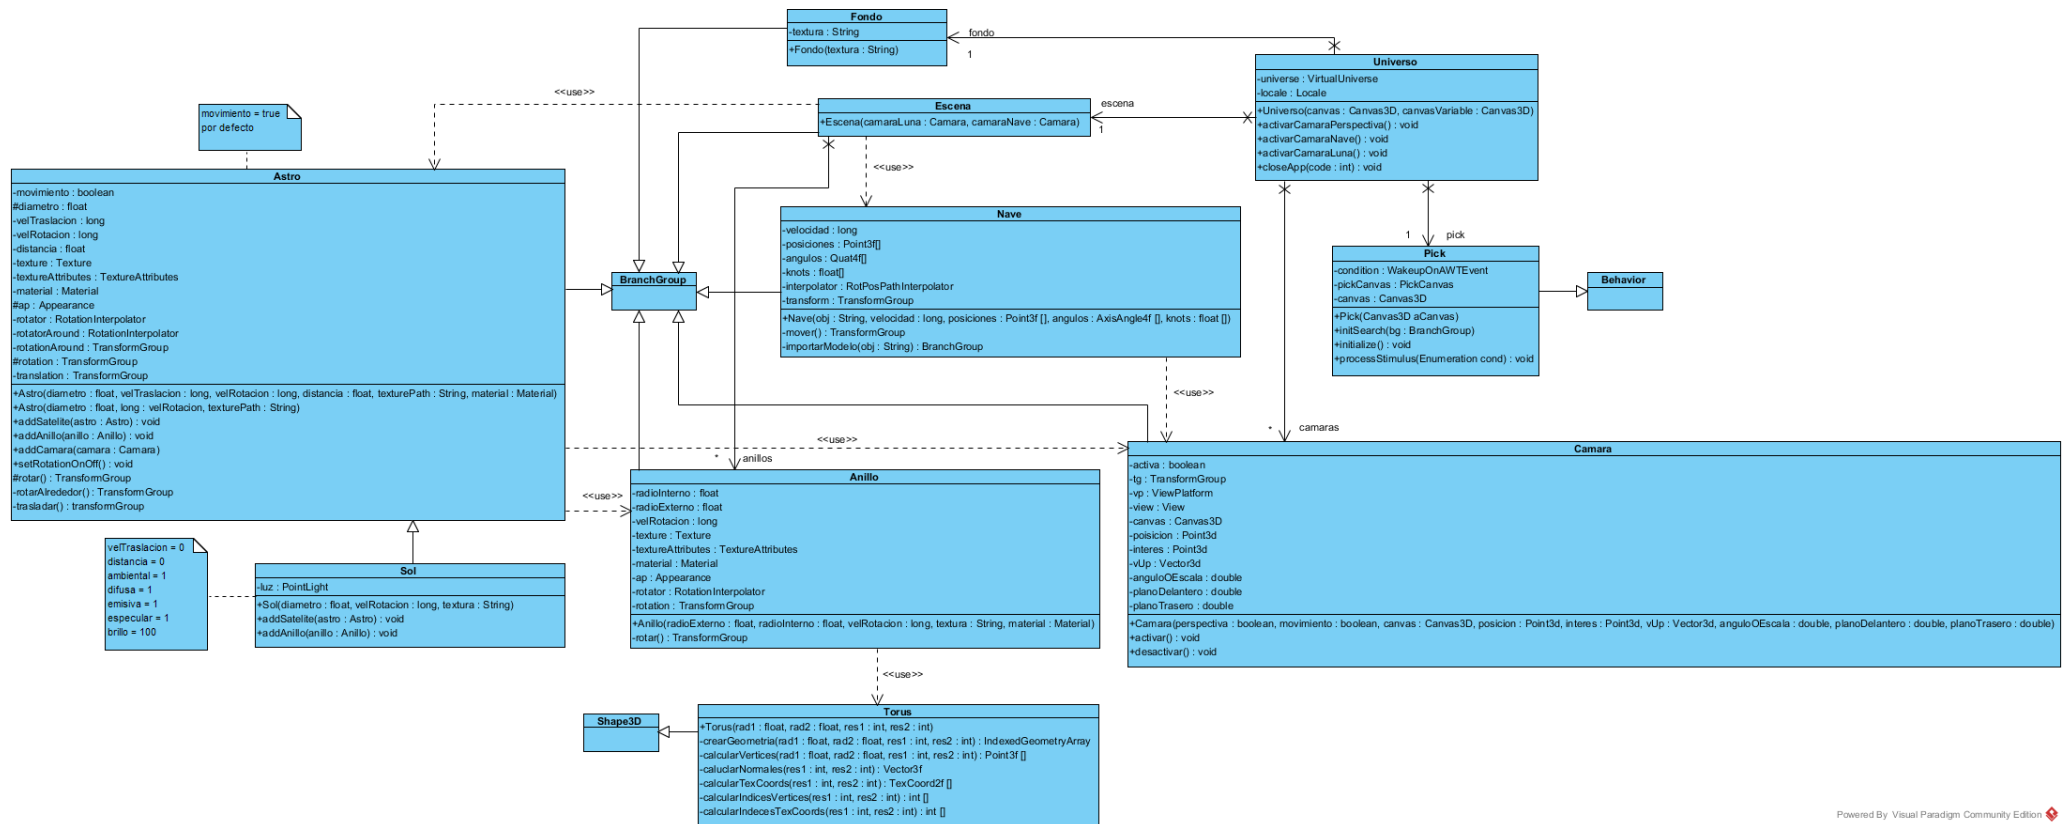 Fondo
-textura : String
+Fondo(textura : String)
fondo
1
Universo
-universe : VirtualUniverse
-locale : Locale
+Universo(canvas : Canvas3D, canvasVariable : Canvas3D)
+activarCamaraPerspectiva() : void
+activarCamaraNave() : void
+activarCamaraLuna() : void
+closeApp(code : int) : void
<<use>>
Escena
+Escena(camaraLuna : Camara, camaraNave : Camara)
escena
1
movimiento = true
por defecto
<<use>>
Astro
-movimiento : boolean
#diametro : float
-velTraslacion : long
-velRotacion : long
-distancia : float
-texture : Texture
-textureAttributes : TextureAttributes
-material : Material
#ap : Appearance
-rotator : RotationInterpolator
-rotatorAround : RotationInterpolator
-rotationAround : TransformGroup
#rotation : TransformGroup
-translation : TransformGroup
+Astro(diametro : float, velTraslacion : long, velRotacion : long, distancia : float, texturePath : String, material : Material)
+Astro(diametro : float, long : velRotacion, texturePath : String)
+addSatelite(astro : Astro) : void
+addAnillo(anillo : Anillo) : void
+addCamara(camara : Camara)
+setRotationOnOff() : void
#rotar() : TransformGroup
-rotarAlrededor() : TransformGroup
-trasladar() : transformGroup
Nave
-velocidad : long
-posiciones : Point3f[]
-angulos : Quat4f[]
-knots : float[]
-interpolator : RotPosPathInterpolator
-transform : TransformGroup
+Nave(obj : String, velocidad : long, posiciones : Point3f [], angulos : AxisAngle4f [], knots : float [])
-mover() : TransformGroup
-importarModelo(obj : String) : BranchGroup
1
pick
Pick
-condition : WakeupOnAWTEvent
-pickCanvas : PickCanvas
-canvas : Canvas3D
+Pick(Canvas3D aCanvas)
+initSearch(bg : BranchGroup)
+initialize() : void
+processStimulus(Enumeration cond) : void
BranchGroup
Behavior
<<use>>
<<use>>
* camaras
* anillos
<<use>>
Camara
-activa : boolean
-tg : TransformGroup
-vp : ViewPlatform
-view : View
-canvas : Canvas3D
-poisicion : Point3d
-interes : Point3d
-vUp : Vector3d
-anguloOEscala : double
-planoDelantero : double
-planoTrasero : double
+Camara(perspectiva : boolean, movimiento : boolean, canvas : Canvas3D, posicion : Point3d, interes : Point3d, vUp : Vector3d, anguloOEscala : double, planoDelantero : double, planoTrasero : double)
+activar() : void
+desactivar() : void
Anillo
-radioInterno : float
-radioExterno : float
-velRotacion : long
-texture : Texture
-textureAttributes : TextureAttributes
-material : Material
-ap : Appearance
-rotator : RotationInterpolator
-rotation : TransformGroup
+Anillo(radioExterno : float, radioInterno : float, velRotacion : long, textura : String, material : Material)
-rotar() : TransformGroup
velTraslacion = 0
distancia = 0
ambiental = 1
difusa = 1
emisiva = 1
especular = 1
brillo = 100
Sol
-luz : PointLight
+Sol(diametro : float, velRotacion : long, textura : String)
+addSatelite(astro : Astro) : void
+addAnillo(anillo : Anillo) : void
<<use>>
Shape3D
Torus
+Torus(rad1 : float, rad2 : float, res1 : int, res2 : int)
-crearGeometria(rad1 : float, rad2 : float, res1 : int, res2 : int) : IndexedGeometryArray
-calcularVertices(rad1 : float, rad2 : float, res1 : int, res2 : int) : Point3f []
-caluclarNormales(res1 : int, res2 : int) : Vector3f
-calcularTexCoords(res1 : int, res2 : int) : TexCoord2f []
-calcularIndicesVertices(res1 : int, res2 : int) : int []
-calcularIndecesTexCoords(res1 : int, res2 : int) : int []
Powered By Visual Paradigm Community Edition